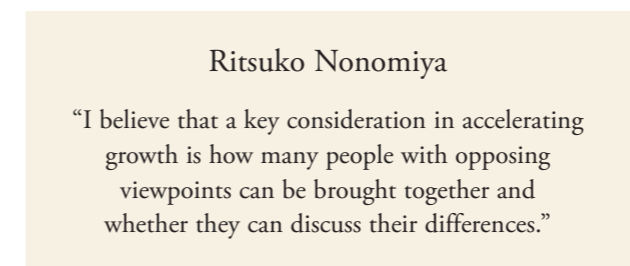 Ritsuko Nonomiya
“I believe that a key consideration in accelerating
growth is how many people with opposing
viewpoints can be brought together and
whether they can discuss their differences.”